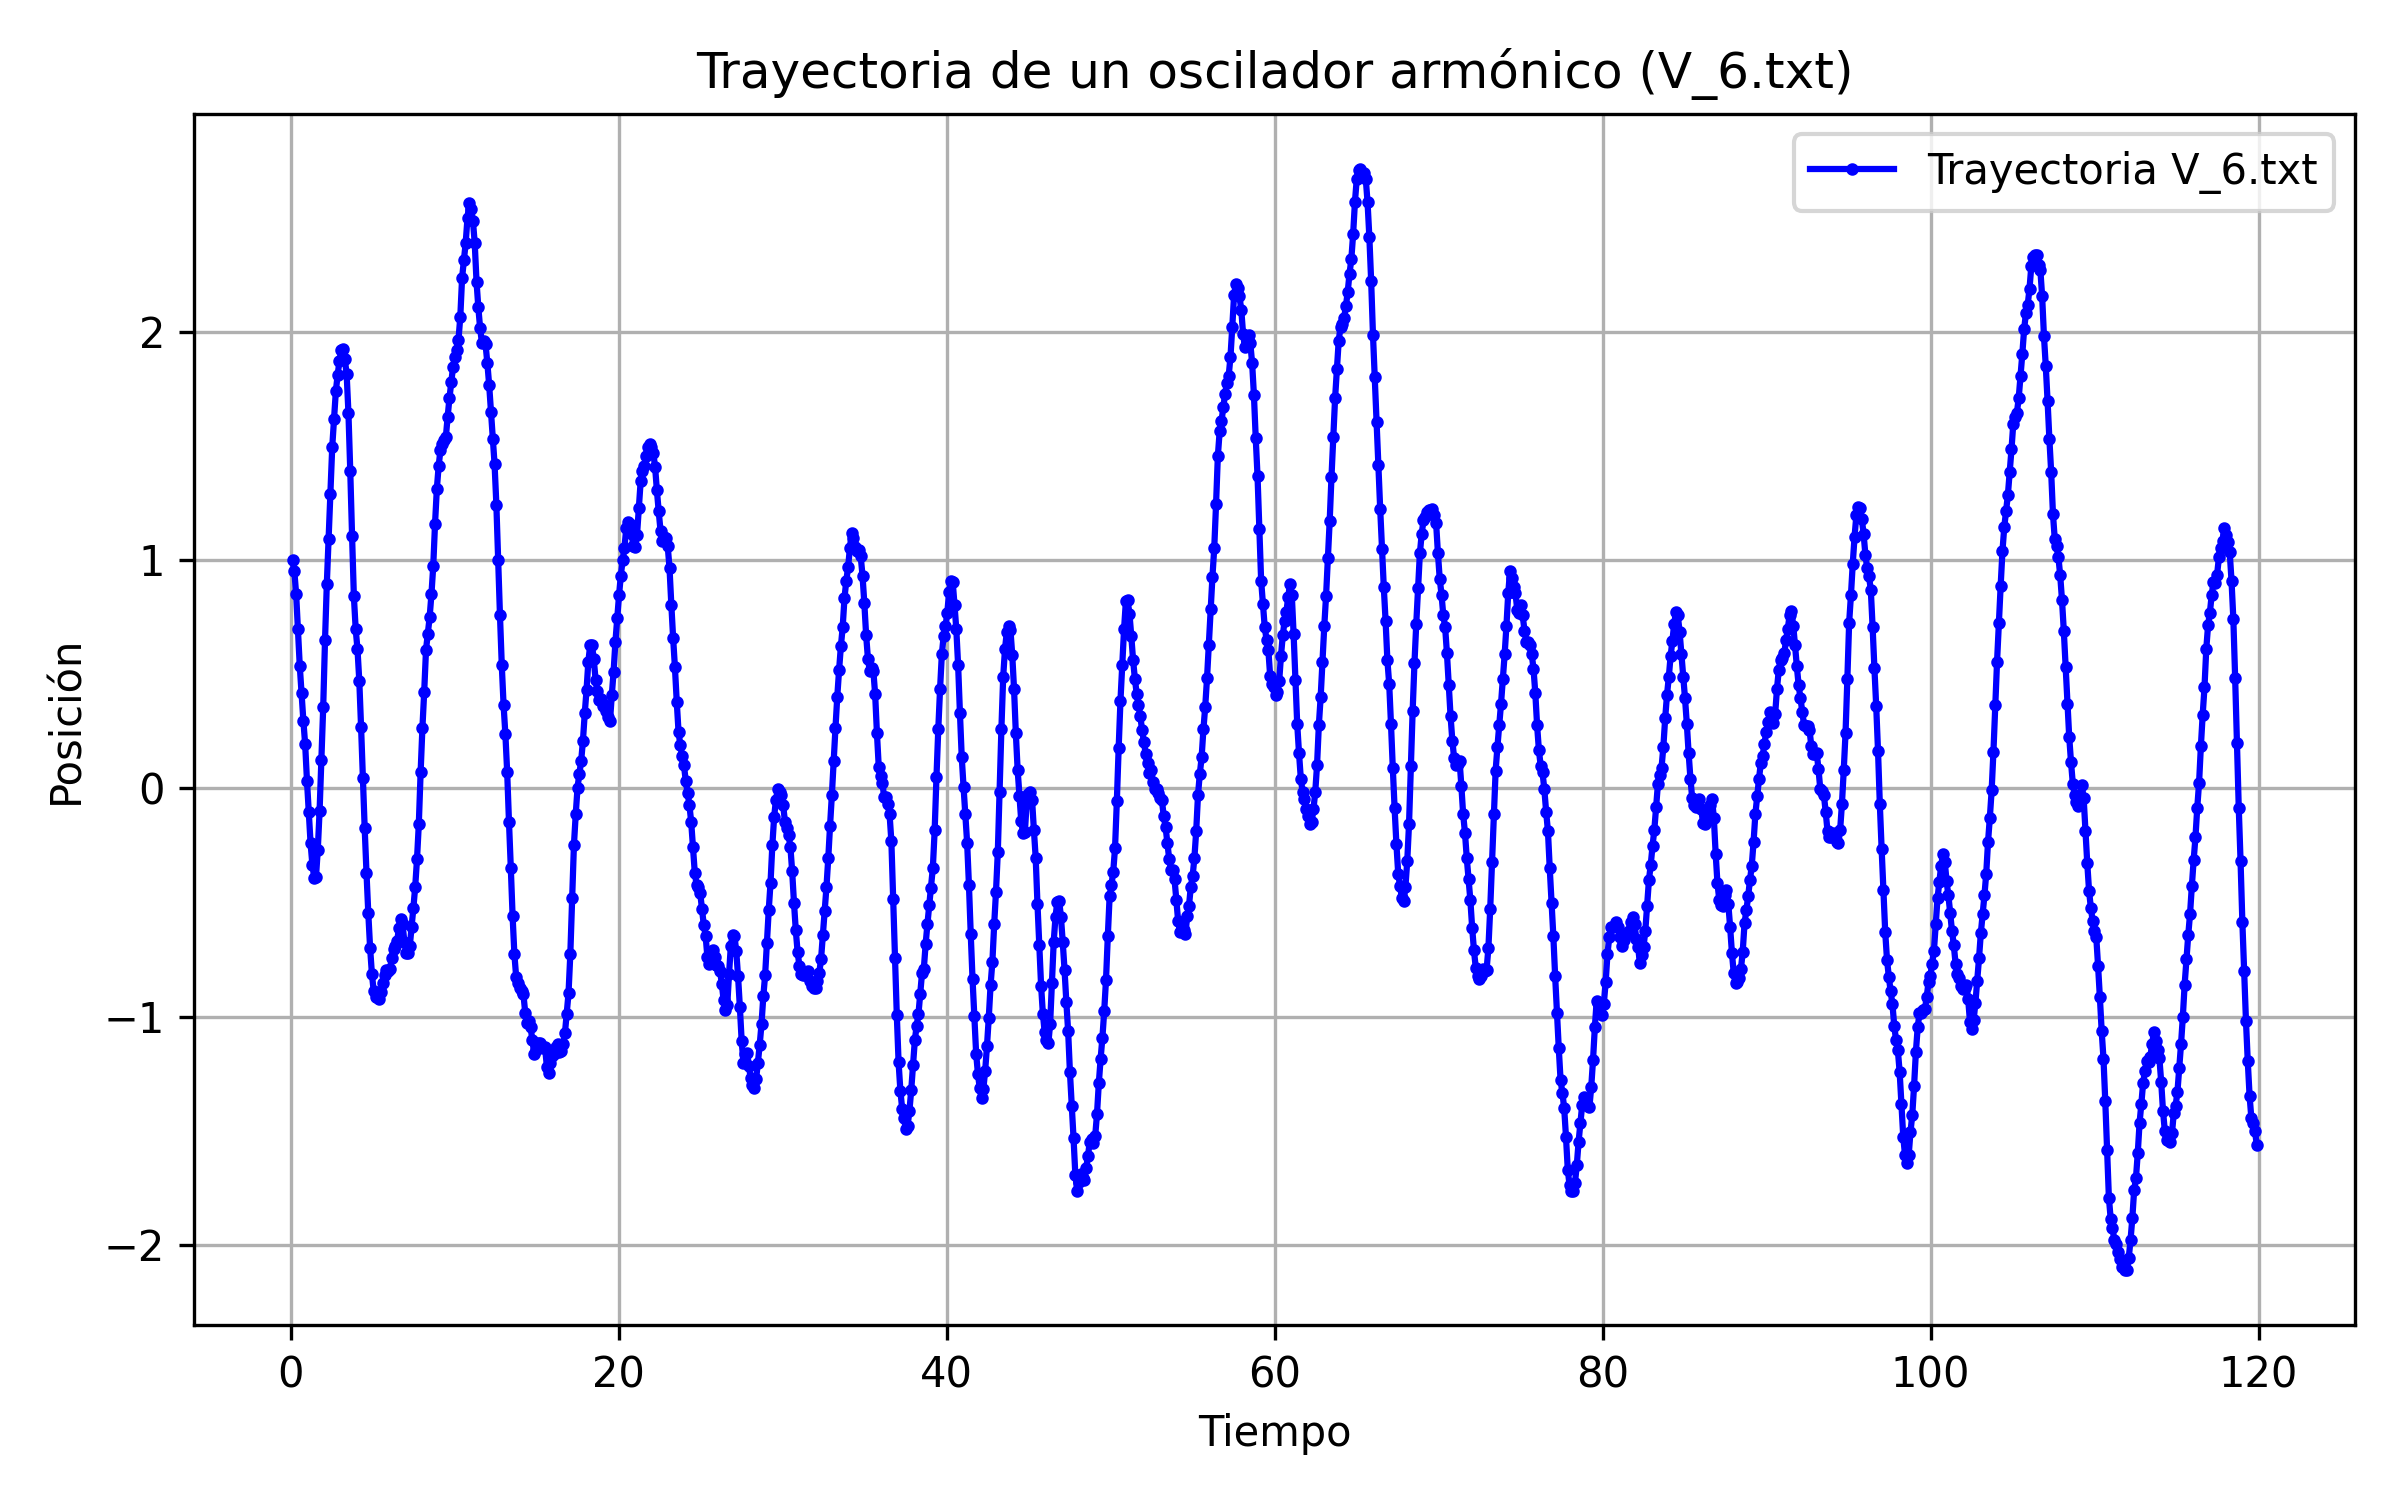 Trayectoria de un oscilador armónico (V_6.txt)
Trayectoria V_6.txt
2
1
0
−1
−2
Posición
0 20 40 60 80 100 120
Tiempo